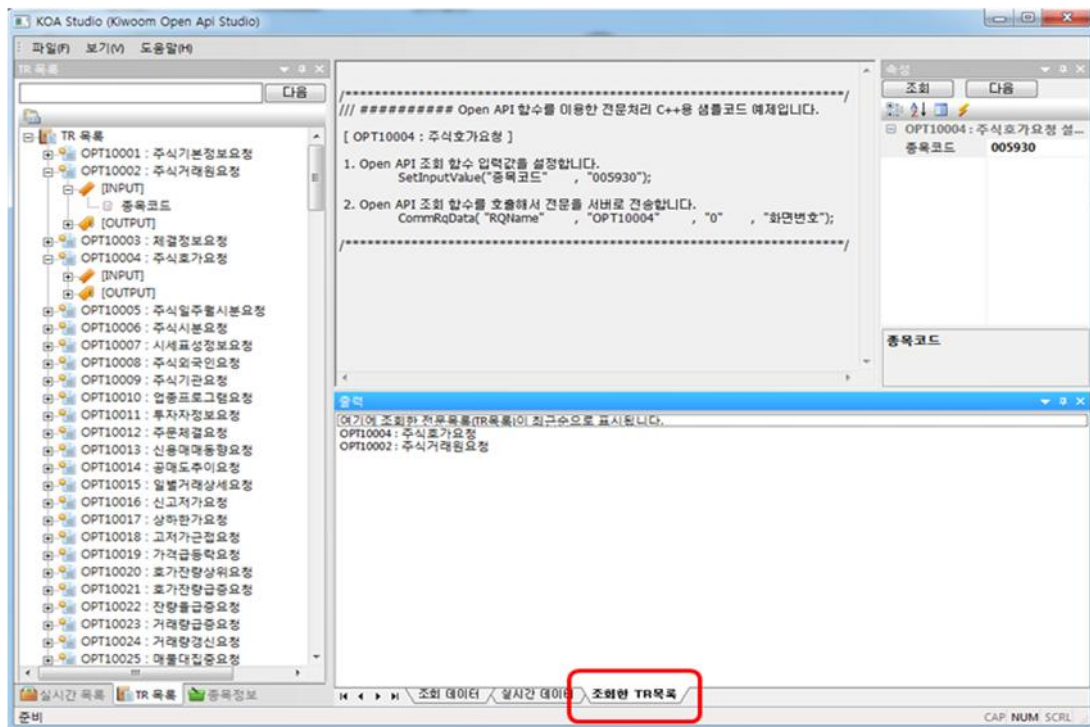 KOA Studio (Kiwoom Open Api Studio)
파일(F) 보기(V) 도움말(H)
TR 목록
다음
TR 목록
OPT10001 : 주식기본정보요청
OPT10002 : 주식거래원요청
[INPUT]
종목코드
[OUTPUT]
OPT10003 : 체결정보요청
OPT10004 : 주식호가요청
[INPUT]
[OUTPUT]
OPT10005 : 주식일주월시분요청
OPT10006 : 주식시분요청
OPT10007 : 시세표성정보요청
OPT10008 : 주식외국인요청
OPT10009 : 주식기관요청
OPT10010 : 업종프로그램요청
OPT10011 : 투자자정보요청
OPT10012 : 주문체결요청
OPT10013 : 신용매매동향요청
OPT10014 : 공매도추이요청
OPT10015 : 일별거래상세요청
OPT10016 : 신고저가요청
OPT10017 : 상하한가요청
OPT10018 : 고저가근접요청
OPT10019 : 가격급등락요청
OPT10020 : 호가잔량상위요청
OPT10021 : 호가잔량급증요청
OPT10022 : 잔량율급증요청
OPT10023 : 거래량급증요청
OPT10024 : 거래량갱신요청
OPT10025 : 매물대집중요청
실시간 목록 TR 목록 종목정보
/****************************************************************/
/// ########## Open API 함수를 이용한 전문처리 C++용 샘플코드 예제입니다.
[ OPT10004 : 주식호가요청 ]
1. Open API 조회 함수 입력값을 설정합니다.
SetInputValue("종목코드" , "005930");
2. Open API 조회 함수를 호출해서 전문을 서버로 전송합니다.
CommRqData( "RQName" , "OPT10004" , "0" , "화면번호");
/****************************************************************/
속성
조회 다음
OPT10004 : 주식호가요청 설...
종목코드 005930
종목코드
출력
여기에 조회한 전문목록(TR목록)이 최근순으로 표시됩니다.
OPT10004 : 주식호가요청
OPT10002 : 주식거래원요청
조회 데이터 실시간 데이터 조회한 TR목록
준비
CAP NUM SCRL